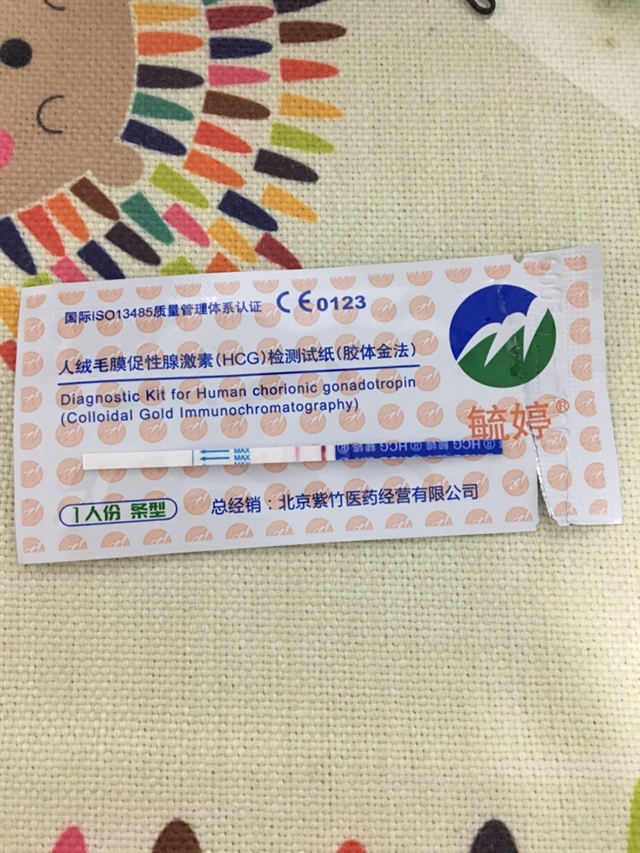 国际ISO13485质量管理体系认证 CE0123
人绒毛膜促性腺激素(HCG)检测试纸(胶体金法)
Diagnostic Kit for Human chorionic gonadotropin
(Colloidal Gold Immunochromatography)
毓婷®
MAX
MAX
MAX
HCG
1人份 条型
总经销：北京紫竹医药经营有限公司